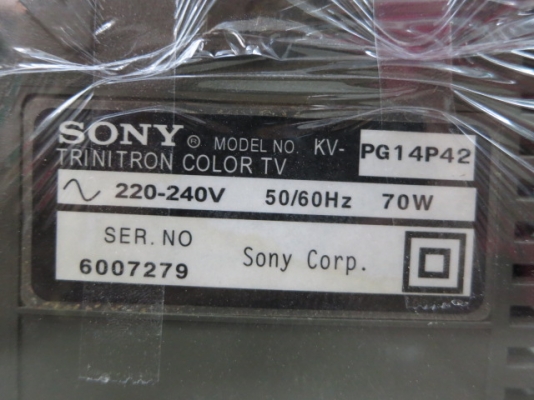 SONY ® MODEL NO. KV-PG14P42
TRINITRON COLOR TV
220-240V 50/60Hz 70W
SER. NO
6007279
Sony Corp.